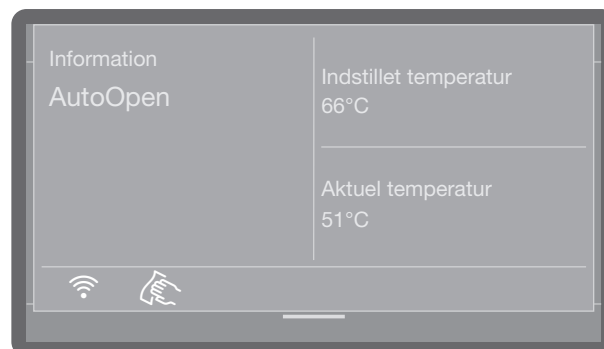 Information
AutoOpen
Indstillet temperatur
66°C
Aktuel temperatur
51°C